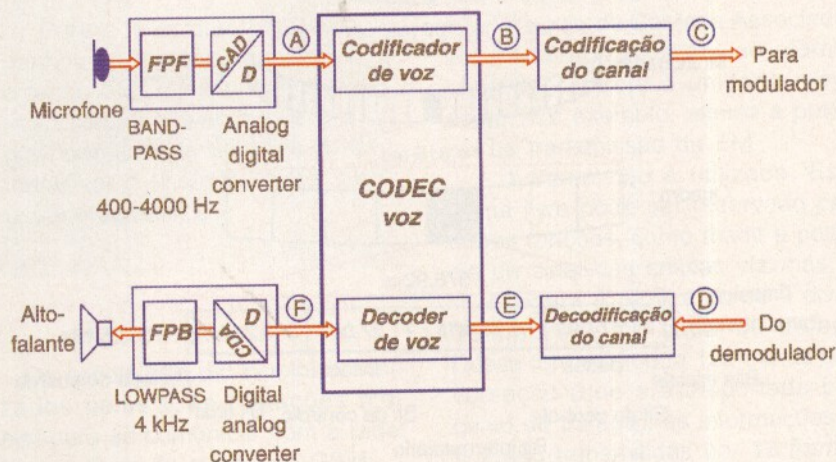 A
B
C
FPF
CAD
D
Codificador
de voz
Codificação
do canal
Para
modulador
Microfone
BAND-
PASS
Analog
digital
converter
400-4000 Hz
CODEC
voz
F
E
D
Alto-
falante
FPB
D
CDA
Decoder
de voz
Decodificação
do canal
Do
demodulador
LOWPASS
4 kHz
Digital
analog
converter